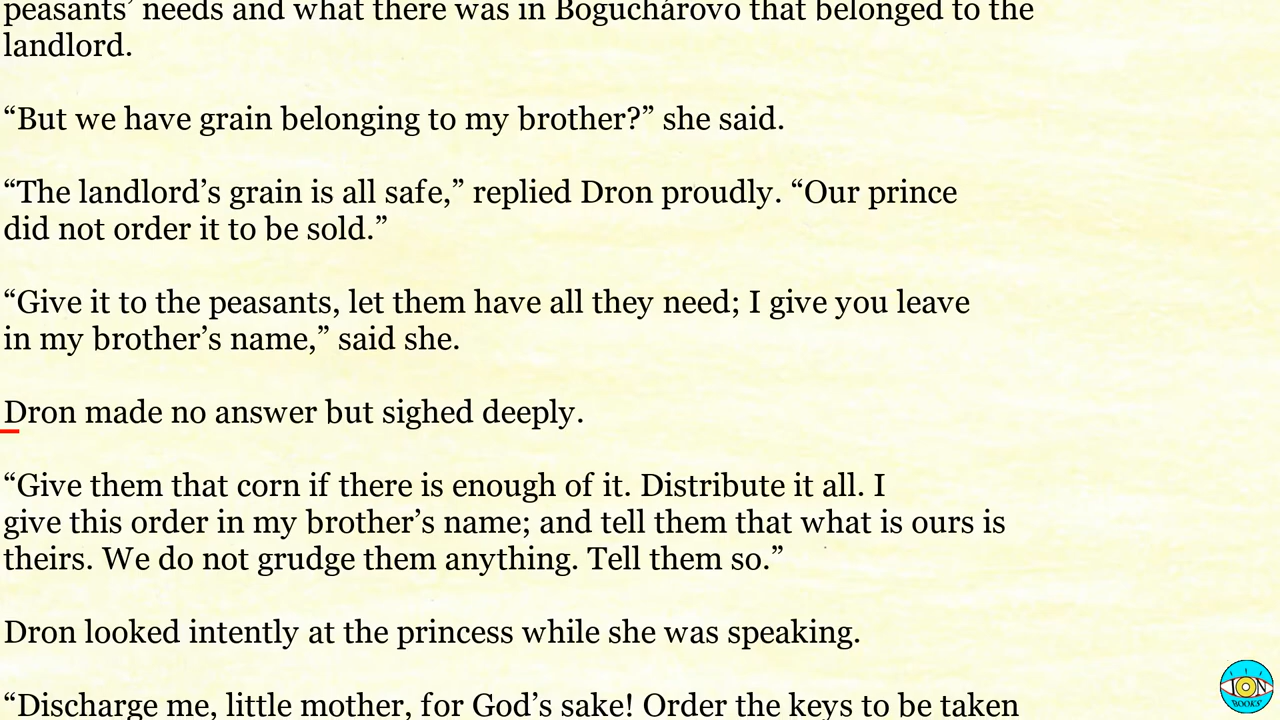 peasants’ needs and what there was in Boguchárovo that belonged to the
landlord.
“But we have grain belonging to my brother?” she said.
“The landlord’s grain is all safe,” replied Dron proudly. “Our prince
did not order it to be sold.”
“Give it to the peasants, let them have all they need; I give you leave
in my brother’s name,” said she.
Dron made no answer but sighed deeply.
“Give them that corn if there is enough of it. Distribute it all. I
give this order in my brother’s name; and tell them that what is ours is
theirs. We do not grudge them anything. Tell them so.”
Dron looked intently at the princess while she was speaking.
“Discharge me, little mother, for God’s sake! Order the keys to be taken
ION
BOOKS